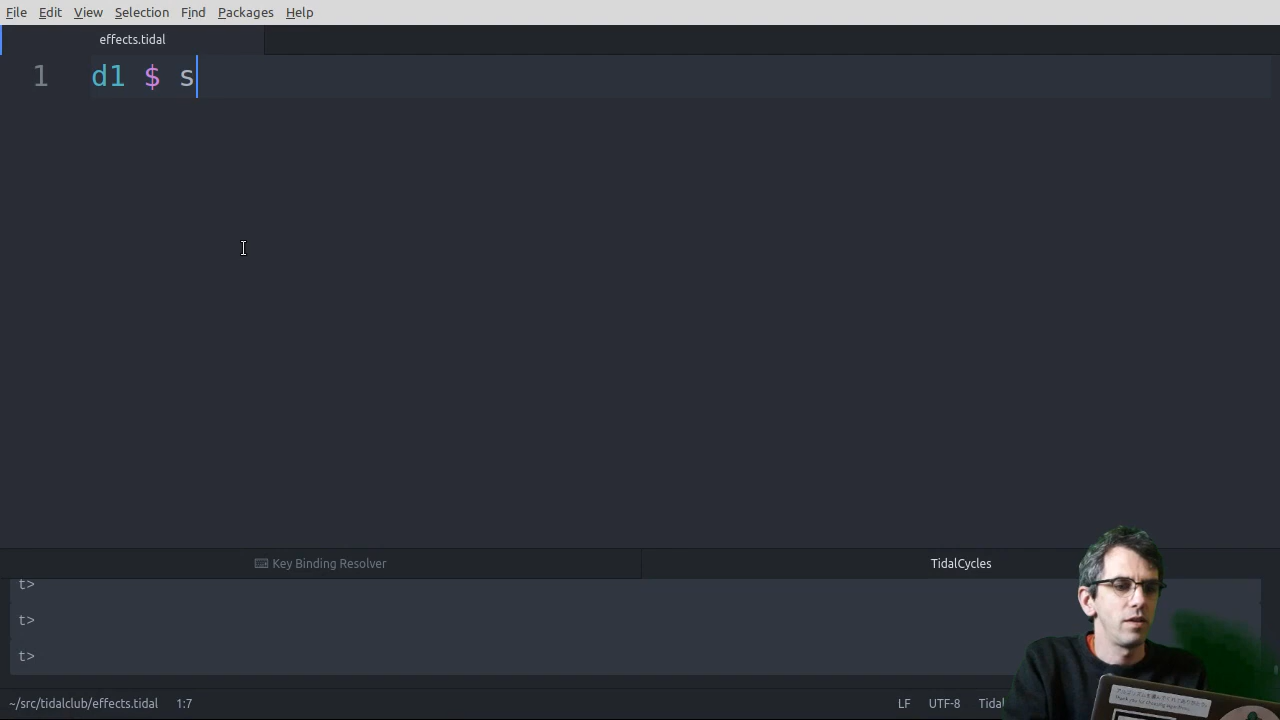 File Edit View Selection Find Packages Help
effects.tidal
1 d1 $ s
Key Binding Resolver
TidalCycles
t>
t>
t>
~/src/tidalclub/effects.tidal 1:7 LF UTF-8 Tidal